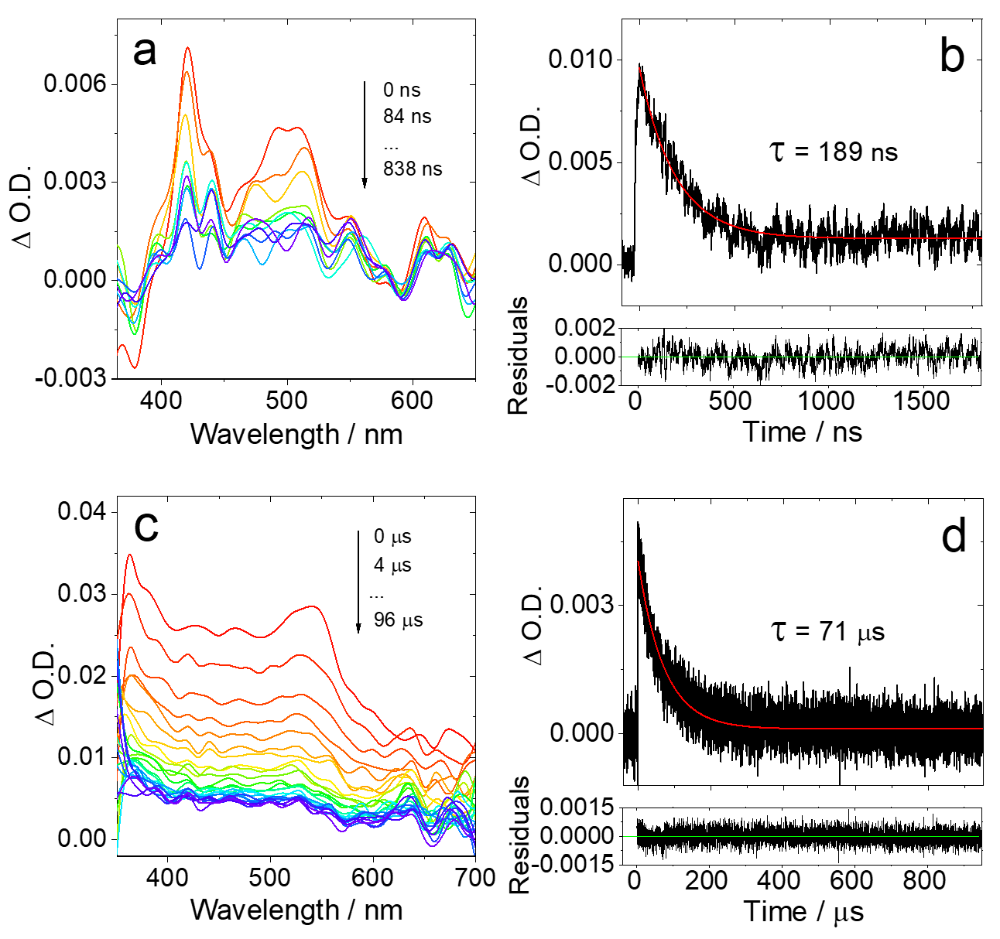 a
0.006
0.003
0.000
-0.003
Δ O.D.
0 ns
84 ns
...
838 ns
400
500
600
Wavelength / nm
b
0.010
0.005
0.000
Δ O.D.
τ = 189 ns
Residuals
0.002
0.000
-0.002
0
500
1000
1500
Time / ns
c
0.04
0.03
0.02
0.01
0.00
Δ O.D.
0 μs
4 μs
...
96 μs
400
500
600
700
Wavelength / nm
d
0.003
0.000
Δ O.D.
τ = 71 μs
Residuals
0.0015
0.0000
-0.0015
0
200
400
600
800
Time / μs